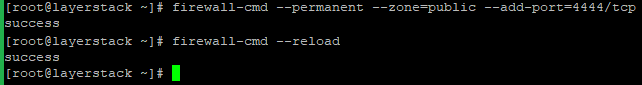 [root@layerstack ~]# firewall-cmd --permanent --zone=public --add-port=4444/tcp
success
[root@layerstack ~]# firewall-cmd --reload
success
[root@layerstack ~]#